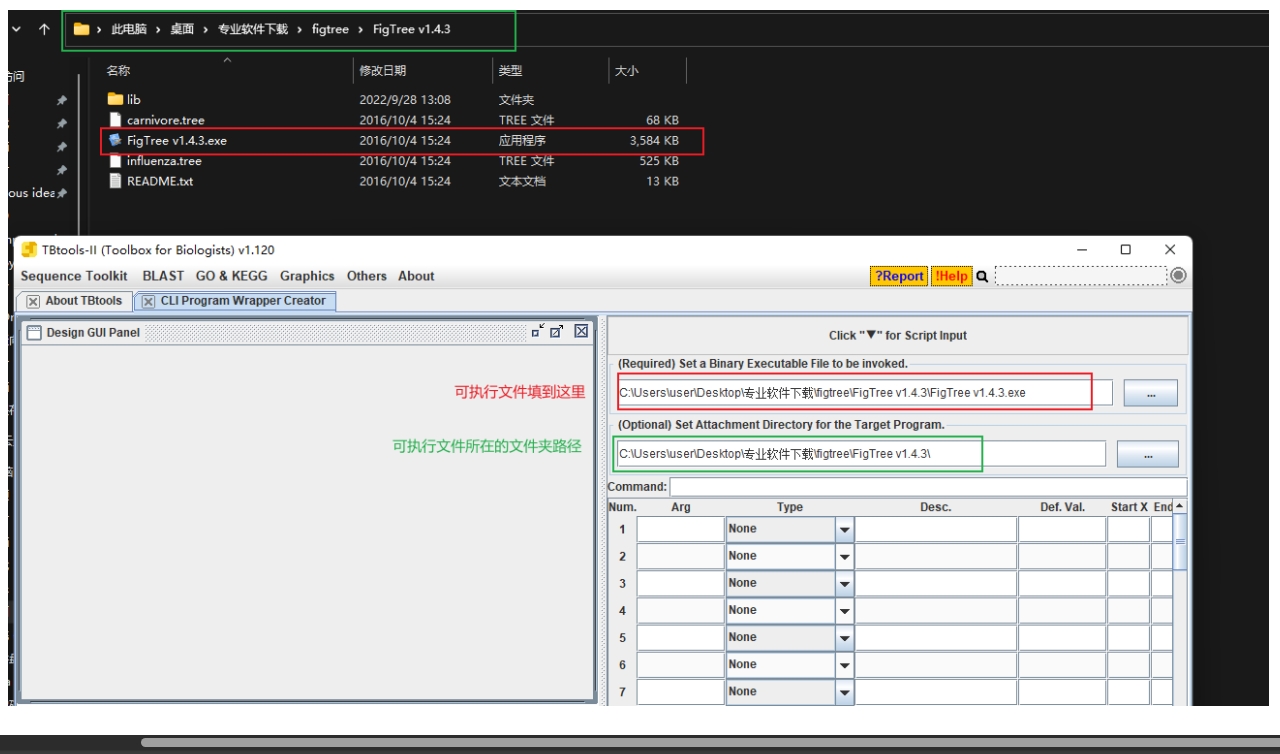 此电脑 › 桌面 › 专业软件下载 › figtree › FigTree v1.4.3
访问
名称 修改日期 类型 大小
lib 2022/9/28 13:08 文件夹
carnivore.tree 2016/10/4 15:24 TREE 文件 68 KB
FigTree v1.4.3.exe 2016/10/4 15:24 应用程序 3,584 KB
influenza.tree 2016/10/4 15:24 TREE 文件 525 KB
README.txt 2016/10/4 15:24 文本文档 13 KB
ous idea
TBtools-II (Toolbox for Biologists) v1.120
Sequence Toolkit BLAST GO & KEGG Graphics Others About
?Report !Help
About TBtools CLI Program Wrapper Creator
Design GUI Panel
Click "▼" for Script Input
(Required) Set a Binary Executable File to be invoked.
可执行文件填到这里
C:\Users\user\Desktop\专业软件下载\figtree\FigTree v1.4.3\FigTree v1.4.3.exe
...
(Optional) Set Attachment Directory for the Target Program.
可执行文件所在的文件夹路径
C:\Users\user\Desktop\专业软件下载\figtree\FigTree v1.4.3\
...
Command:
Num. Arg Type Desc. Def. Val. Start X End
1 None
2 None
3 None
4 None
5 None
6 None
7 None